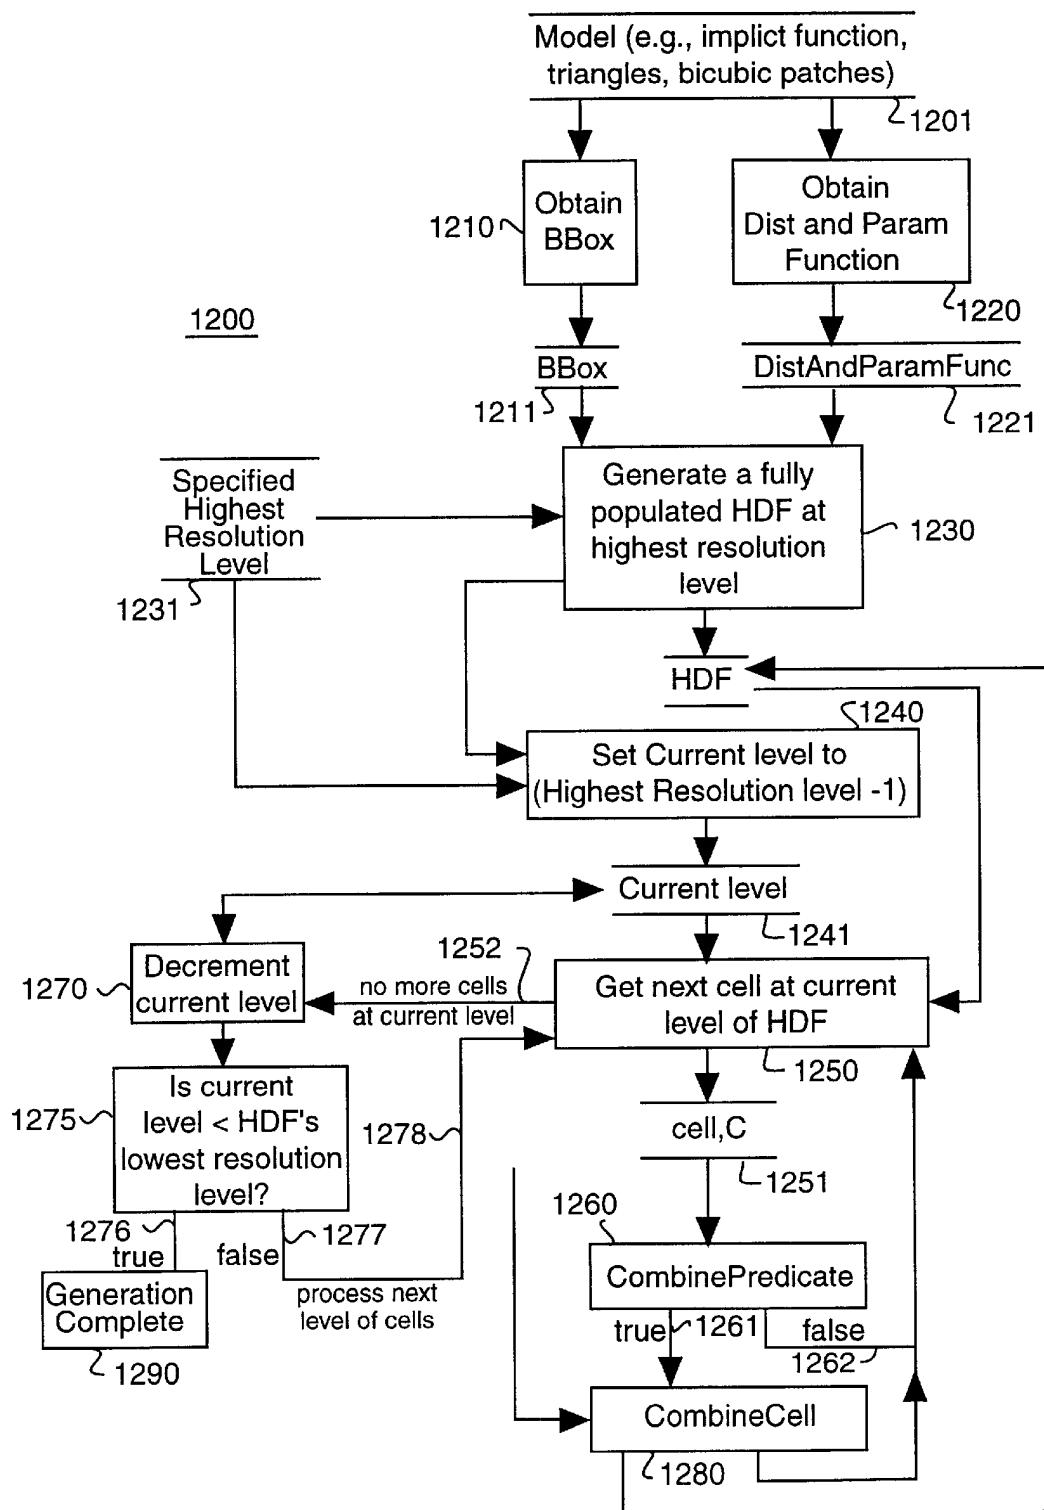 Model (e.g., implict function,
triangles, bicubic patches)
1201
Obtain
BBox
1210
Obtain
Dist and Param
Function
1220
1200
BBox
1211
DistAndParamFunc
1221
Specified
Highest
Resolution
Level
1231
Generate a fully
populated HDF at
highest resolution
level
1230
HDF
1240
Set Current level to
(Highest Resolution level -1)
Current level
1241
1252
1270
Decrement
current level
no more cells
at current level
Get next cell at current
level of HDF
1250
1275
Is current
level < HDF's
lowest resolution
level?
1278
cell,C
1251
1276
true
false
1277
1260
CombinePredicate
Generation
Complete
1290
process next
level of cells
true
1261
false
1262
CombineCell
1280